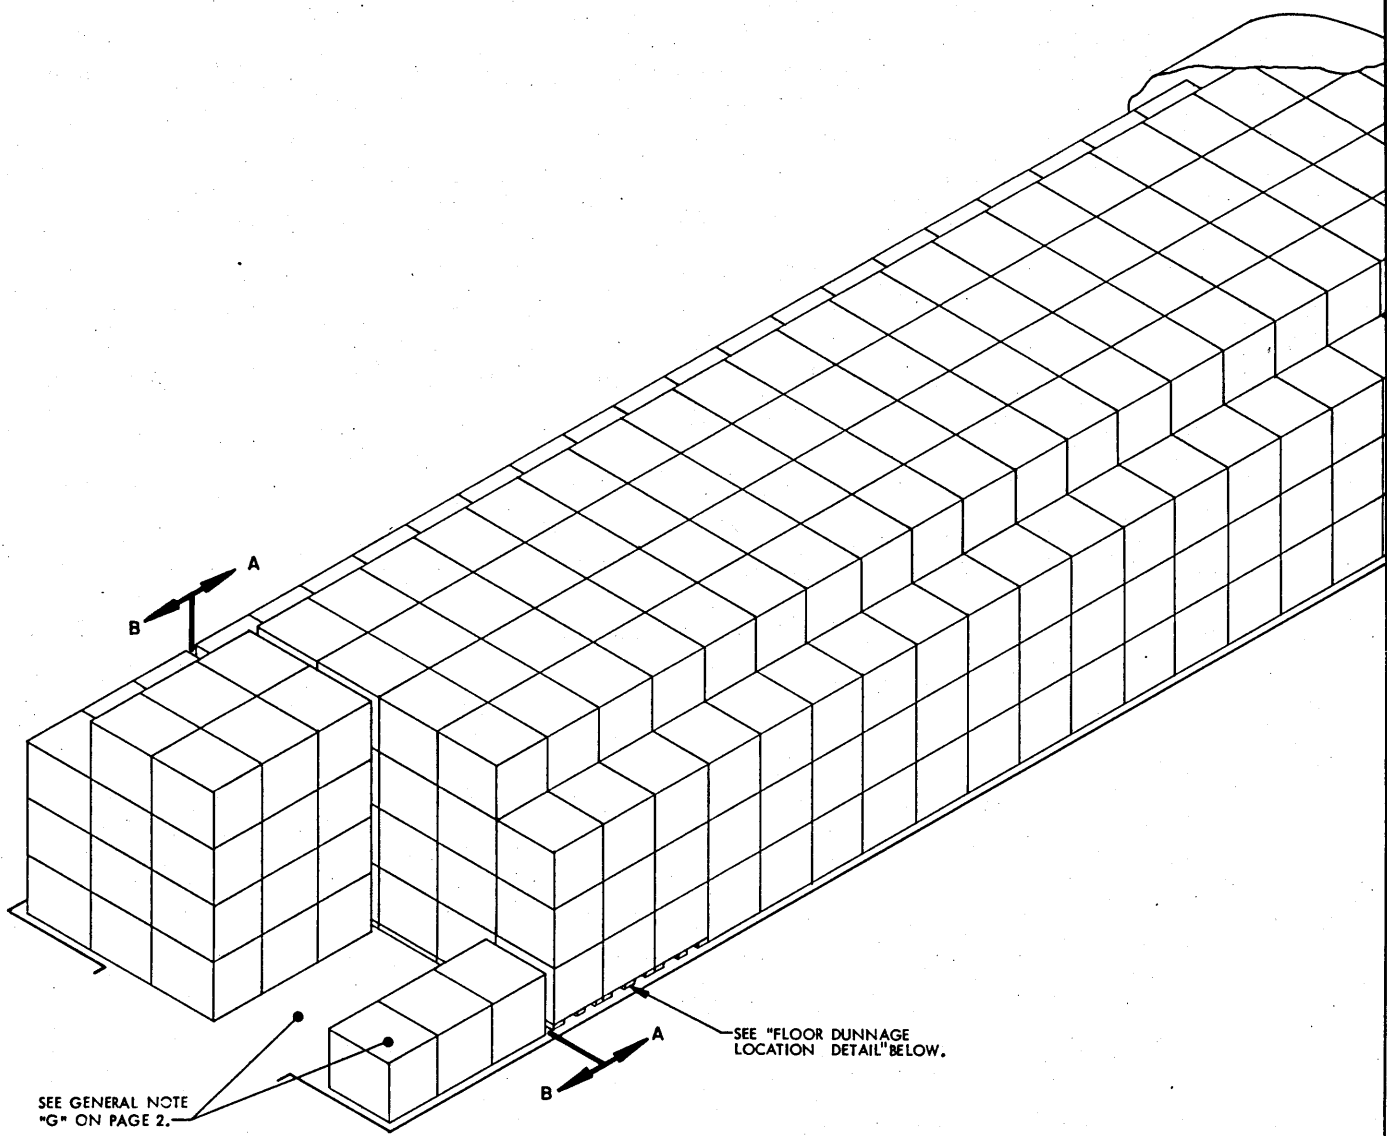 A
B
SEE "FLOOR DUNNAGE
LOCATION DETAIL" BELOW.
A
B
SEE GENERAL NOTE
"G" ON PAGE 2.